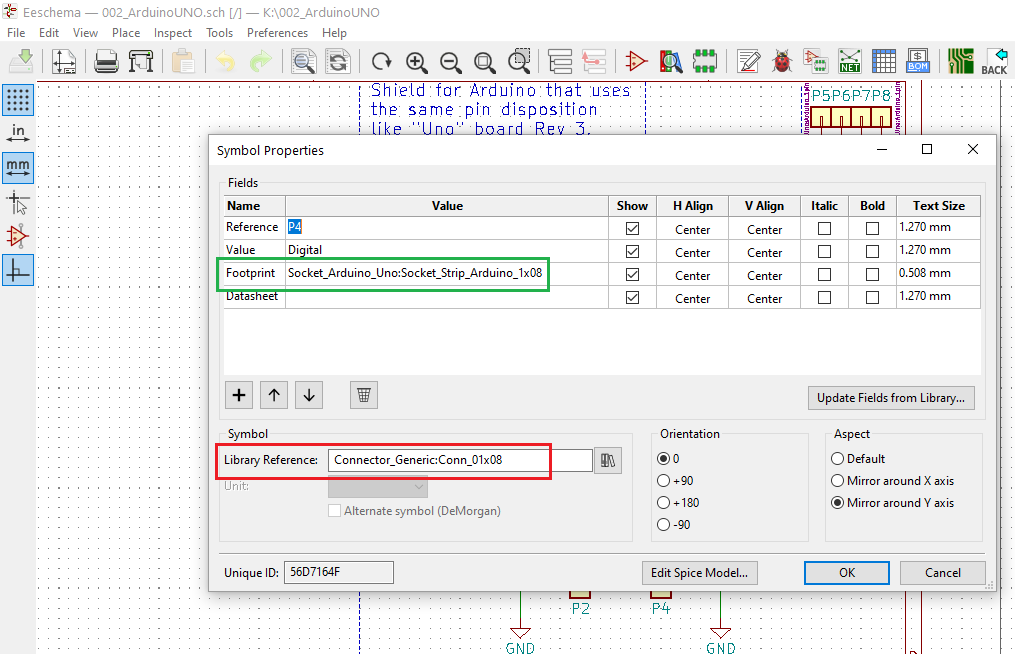 Eeschema — 002_ArduinoUNO.sch [/] — K:\002_ArduinoUNO
File Edit View Place Inspect Tools Preferences Help
NET
$
BOM
BACK
in
mm
Shield for Arduino that uses
the same pin disposition
like "Uno" board Rev 3.
P5P6P7P8
Symbol Properties
Fields
Name Value Show H Align V Align Italic Bold Text Size
Reference P4 Center Center 1.270 mm
Value Digital Center Center 1.270 mm
Footprint Socket_Arduino_Uno:Socket_Strip_Arduino_1x08 Center Center 0.508 mm
Datasheet Center Center 1.270 mm
Update Fields from Library...
Symbol
Library Reference: Connector_Generic:Conn_01x08
Unit:
Alternate symbol (DeMorgan)
Orientation
0
+90
+180
-90
Aspect
Default
Mirror around X axis
Mirror around Y axis
Unique ID: 56D7164F
Edit Spice Model... OK Cancel
P2 P4
GND GND